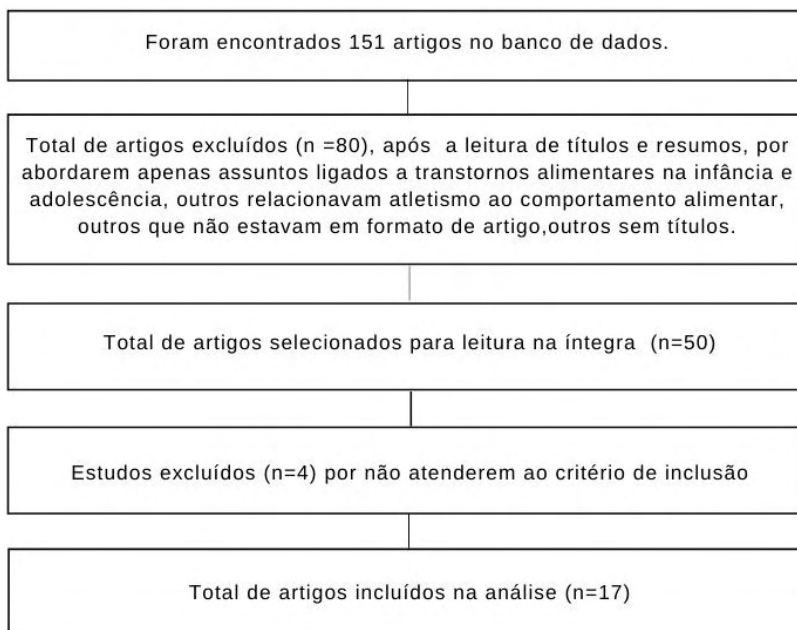 Foram encontrados 151 artigos no banco de dados.
Total de artigos excluídos (n =80), após a leitura de títulos e resumos, por
abordarem apenas assuntos ligados a transtornos alimentares na infância e
adolescência, outros relacionavam atletismo ao comportamento alimentar,
outros que não estavam em formato de artigo,outros sem títulos.
Total de artigos selecionados para leitura na íntegra (n=50)
Estudos excluídos (n=4) por não atenderem ao critério de inclusão
Total de artigos incluídos na análise (n=17)